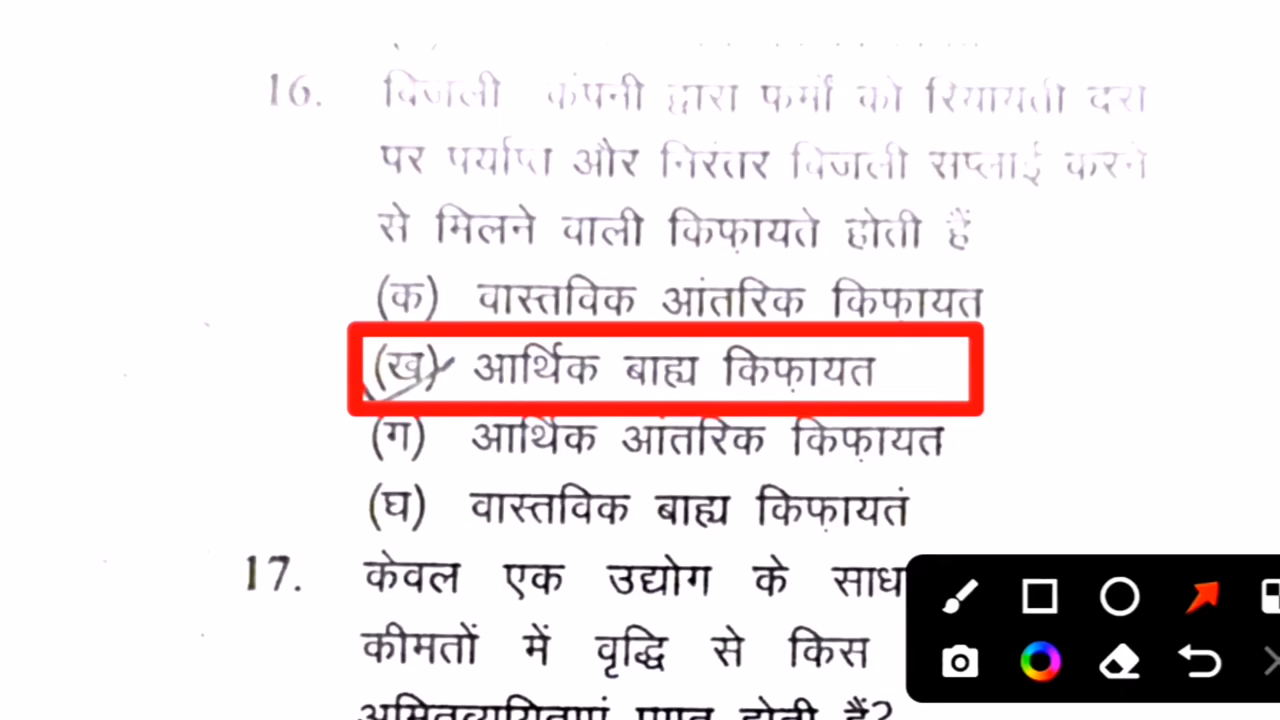 16. बिजली कंपनी द्वारा फर्मों को रियायती दरों
पर पर्याप्त और निरंतर बिजली सप्लाई करने
से मिलने वाली किफ़ायते होती हैं
(क) वास्तविक आंतरिक किफ़ायत
(ख) आर्थिक बाह्य किफ़ायत
(ग) आर्थिक आंतरिक किफ़ायत
(घ) वास्तविक बाह्य किफ़ायतं
17. केवल एक उद्योग के साध
कीमतों में वृद्धि से किस